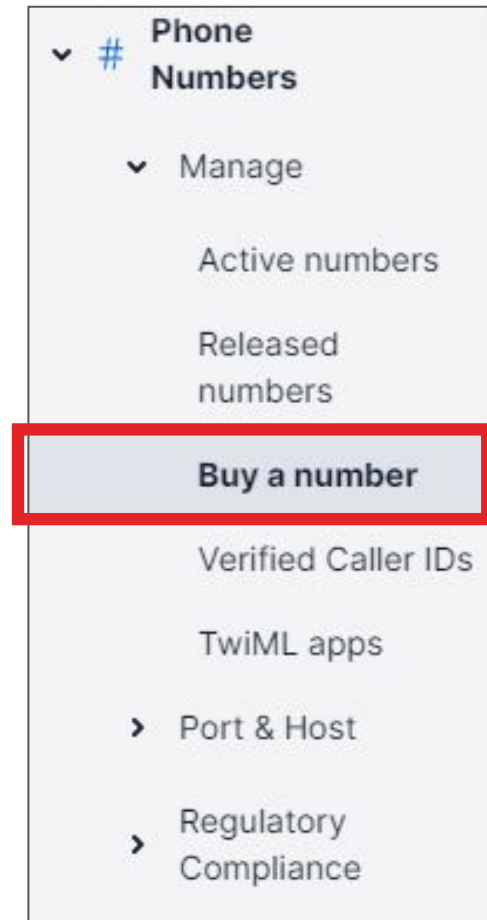 # Phone
Numbers
Manage
Active numbers
Released
numbers
Buy a number
Verified Caller IDs
TwiML apps
Port & Host
Regulatory
Compliance